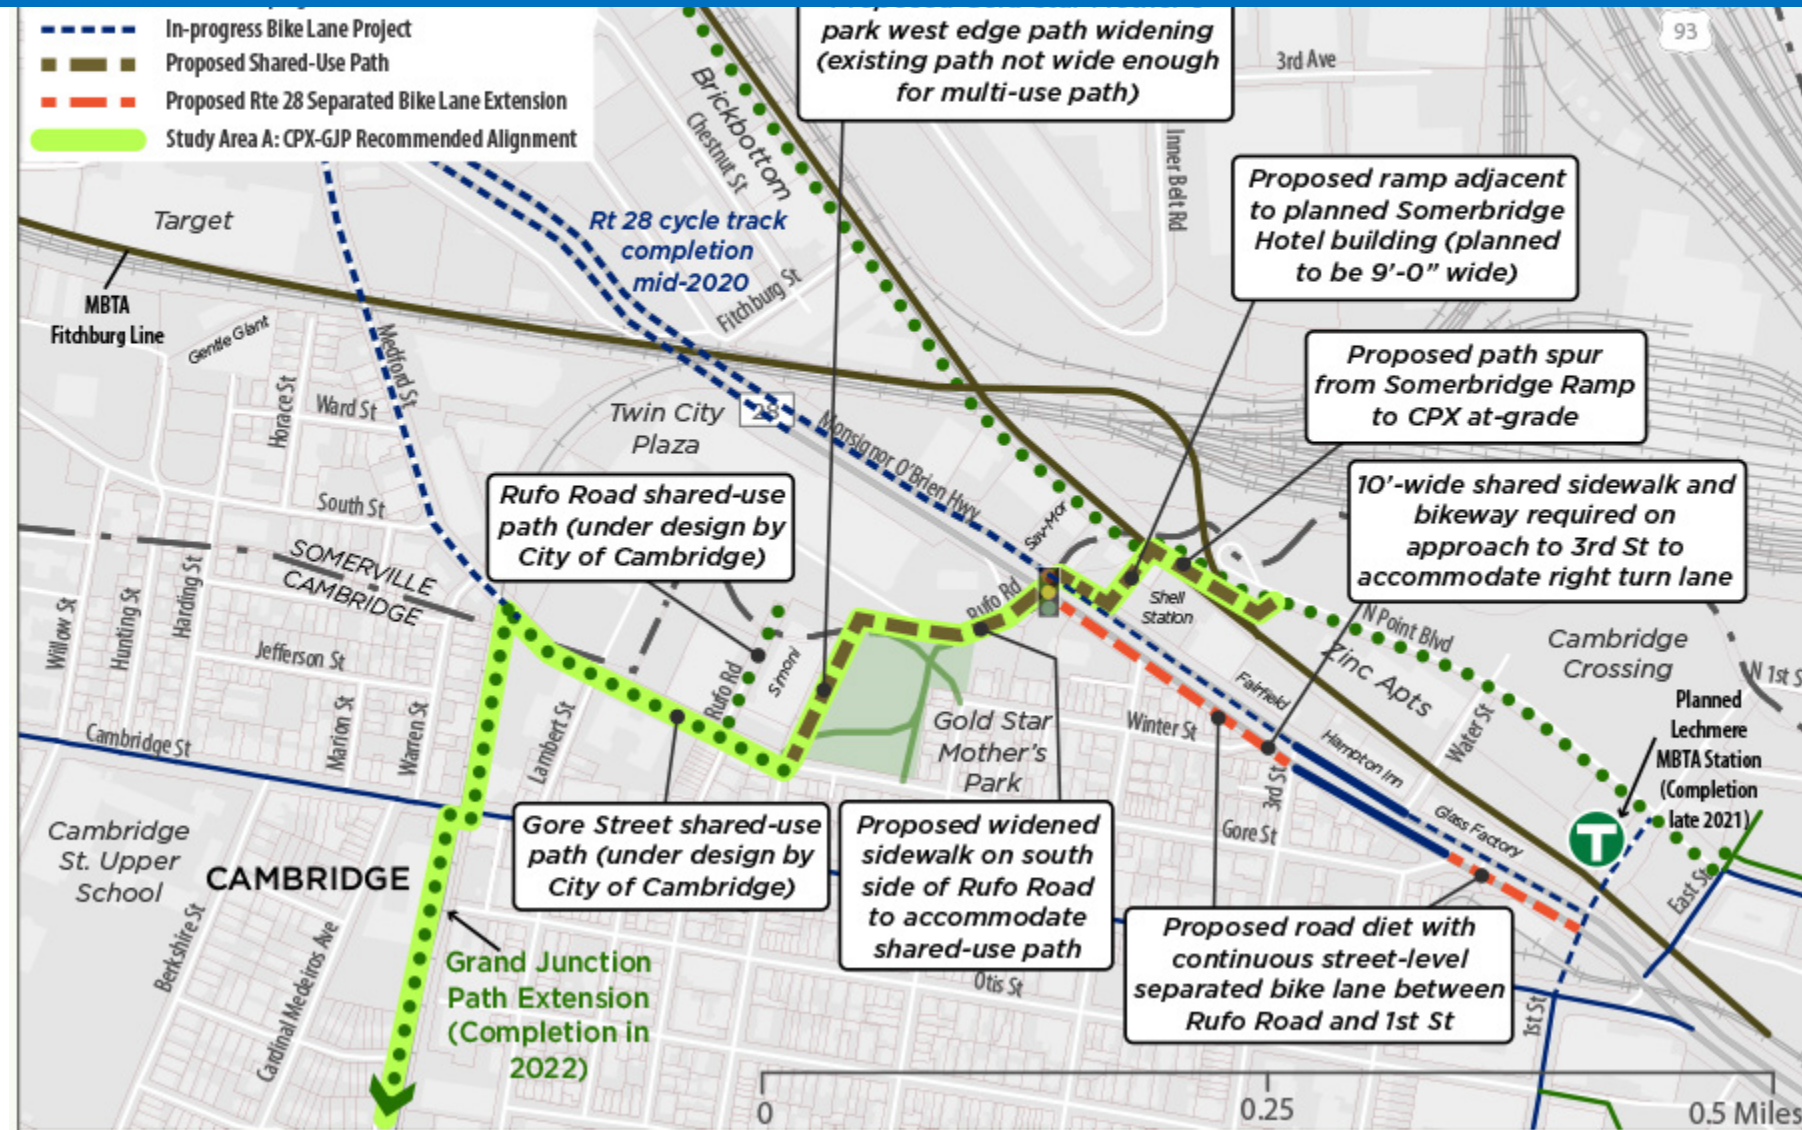 In-progress Bike Lane Project
Proposed Shared-Use Path
Proposed Rte 28 Separated Bike Lane Extension
Study Area A: CPX-GJP Recommended Alignment
park west edge path widening
(existing path not wide enough
for multi-use path)
93
3rd Ave
Brickbottom
Chestnut St
Inner Belt Rd
Proposed ramp adjacent
to planned Somerbridge
Hotel building (planned
to be 9'-0" wide)
Target
Rt 28 cycle track
completion
mid-2020
Fitchburg St
MBTA
Fitchburg Line
Gentle Giant
Medford St
Proposed path spur
from Somerbridge Ramp
to CPX at-grade
Horace St
Ward St
Twin City
Plaza
28
Monsignor O'Brien Hwy
Rufo Road shared-use
path (under design by
City of Cambridge)
10'-wide shared sidewalk and
bikeway required on
approach to 3rd St to
accommodate right turn lane
South St
Sav-Mor
SOMERVILLE
CAMBRIDGE
Willow St
Hunting St
Harding St
Rufo Rd
Shell
Station
N Point Blvd
Cambridge
Crossing
Jefferson St
Simoni
Rufo Rd
Zinc Apts
N 1st S
Fairfield
Planned
Lechmere
MBTA Station
(Completion
late 2021)
Marion St
Warren St
Lambert St
Gold Star
Mother's
Park
Winter St
Water St
Cambridge St
Hampton Inn
3rd St
Cambridge
St. Upper
School
CAMBRIDGE
Gore Street shared-use
path (under design by
City of Cambridge)
Proposed widened
sidewalk on south
side of Rufo Road
to accommodate
shared-use path
Gore St
Glass Factory
T
East St
Berkshire St
Cardinal Medeiros Ave
Grand Junction
Path Extension
(Completion in
2022)
Otis St
Proposed road diet with
continuous street-level
separated bike lane between
Rufo Road and 1st St
1st St
0
0.25
0.5 Miles